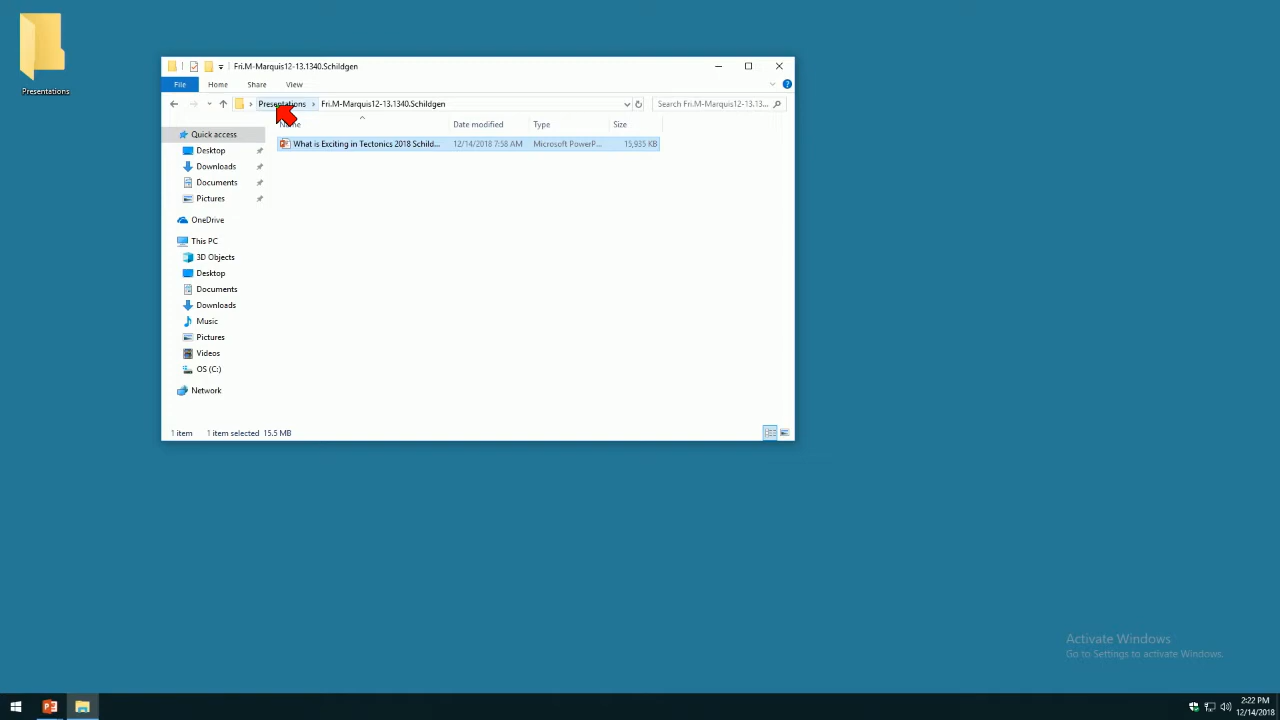 Presentations
Fri.M-Marquis12-13.1340.Schildgen
File Home Share View
Presentations Fri.M-Marquis12-13.1340.Schildgen Search Fri.M-Marquis12-13.13...
Name Date modified Type Size
What is Exciting in Tectonics 2018 Schild... 12/14/2018 7:58 AM Microsoft PowerP... 15,935 KB
Quick access
Desktop
Downloads
Documents
Pictures
OneDrive
This PC
3D Objects
Desktop
Documents
Downloads
Music
Pictures
Videos
OS (C:)
Network
1 item 1 item selected 15.5 MB
Activate Windows
Go to Settings to activate Windows.
2:22 PM
12/14/2018